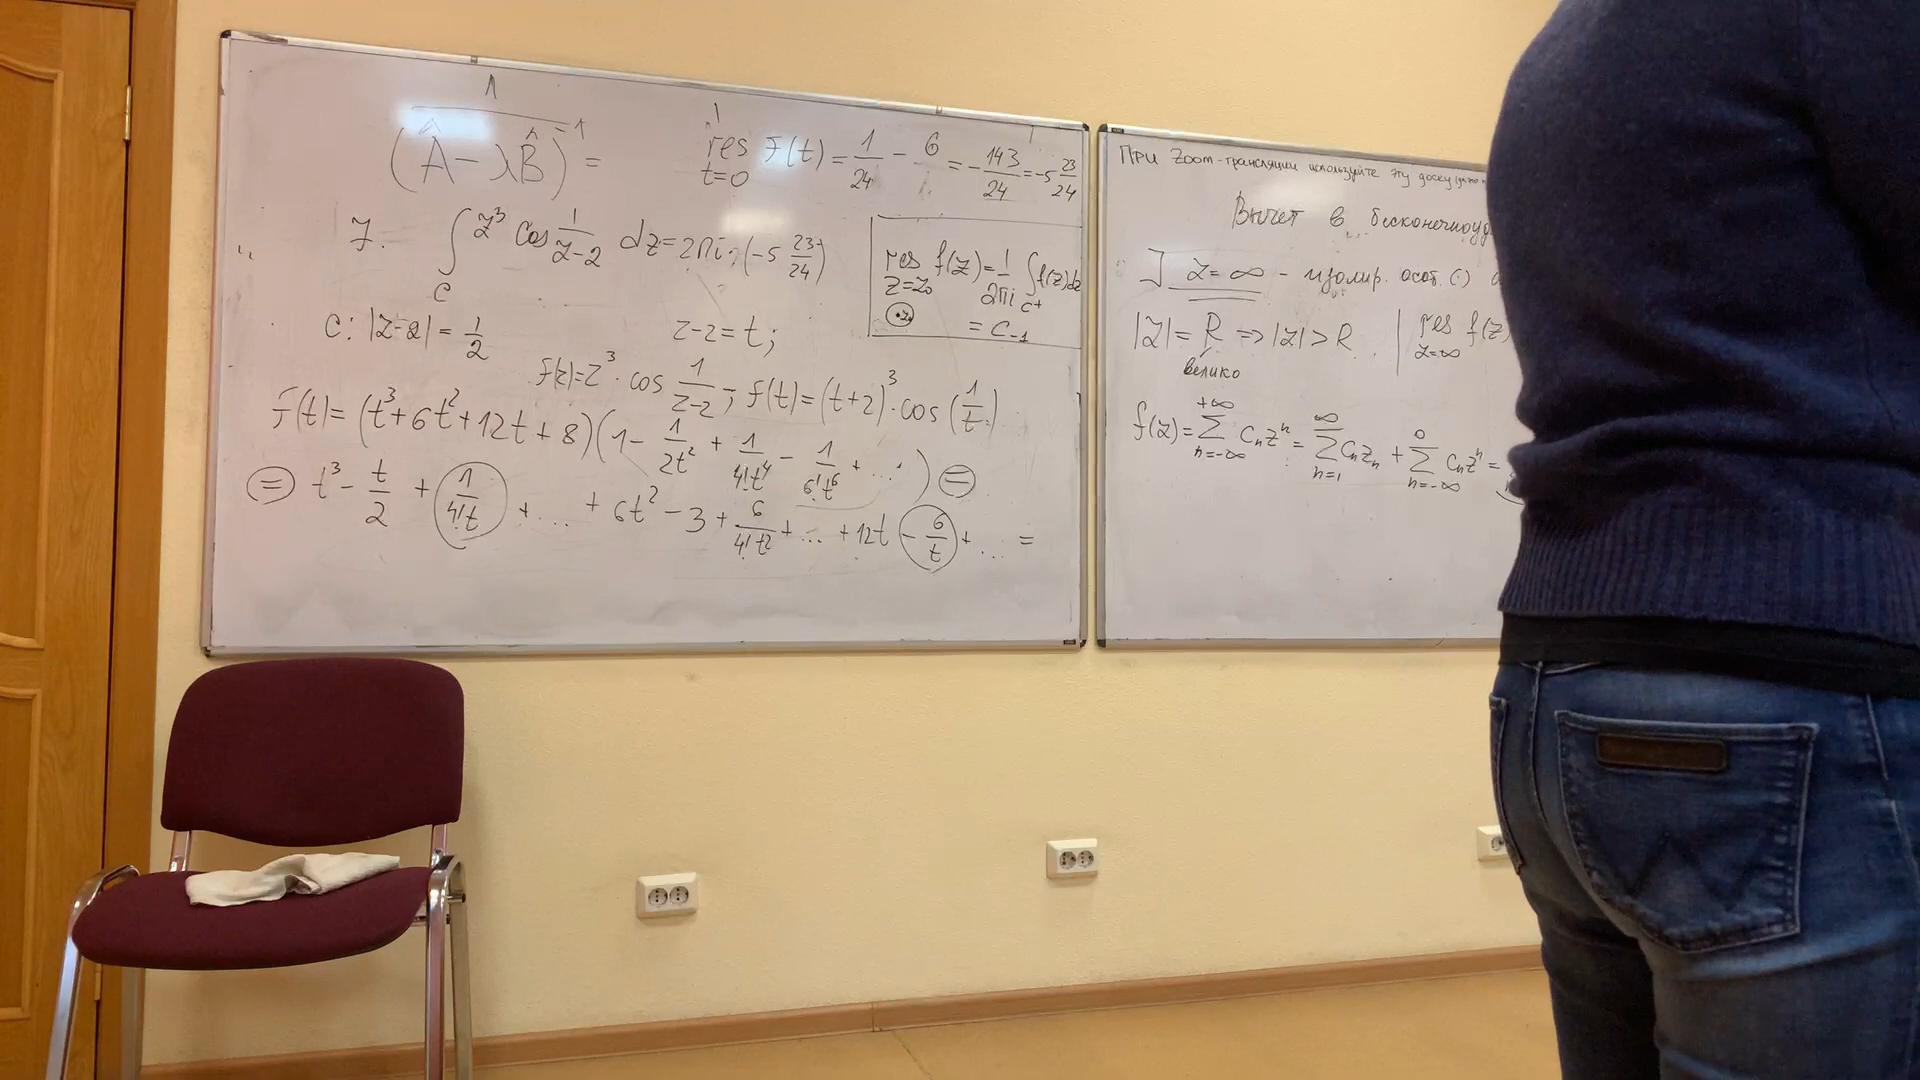 1
(Â - λB̂)⁻¹ =
res F(t) = 1/24 - 6 = -143/24 = -5 23/24
t=0
7. ∫ z³ cos 1/(z-2) dz = 2πi · (-5 23/24)
C
res f(z) = 1/2πi ∫ f(z)dz
z=z₀ C⁺
z₀ = C₋₁
C: |z-2| = 1/2 z-2 = t;
f(z) = z³ · cos 1/(z-2) ; f(t) = (t+2)³ · cos (1/t)
F(t) = (t³ + 6t² + 12t + 8)(1 - 1/2t² + 1/4!t⁴ - 1/6!t⁶ + ...) =
= t³ - t/2 + 1/4!t + ... + 6t² - 3 + 6/4!t² + ... + 12t - 6/t + ... =
При Zoom-трансляции используйте эту доску
Вычет в бесконечноуд
] z = ∞ - изолир. особ. (·)
|z| = R => |z| > R | res f(z)
велико z=∞
f(z) = +∞ Σ n=-∞ cₙzⁿ = ∞ Σ n=1 cₙzₙ + 0 Σ n=-∞ cₙzⁿ =